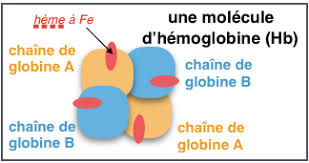 hème à Fe
une molécule
d'hémoglobine (Hb)
chaîne de
globine A
chaîne de
globine B
chaîne de
globine B
chaîne de
globine A